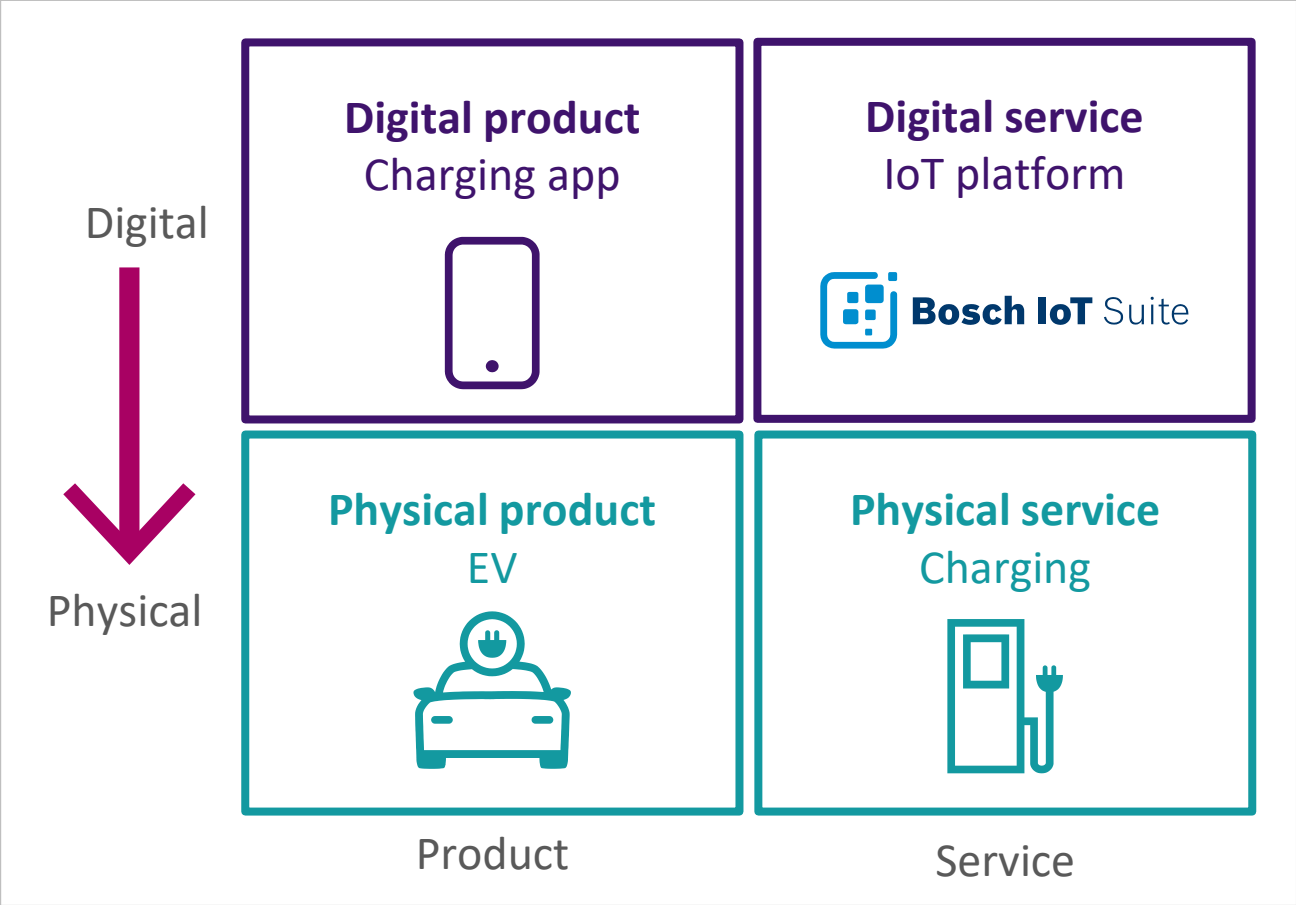 Digital product
Charging app
Digital service
IoT platform
Digital
Bosch IoT Suite
Physical product
EV
Physical service
Charging
Physical
Product
Service